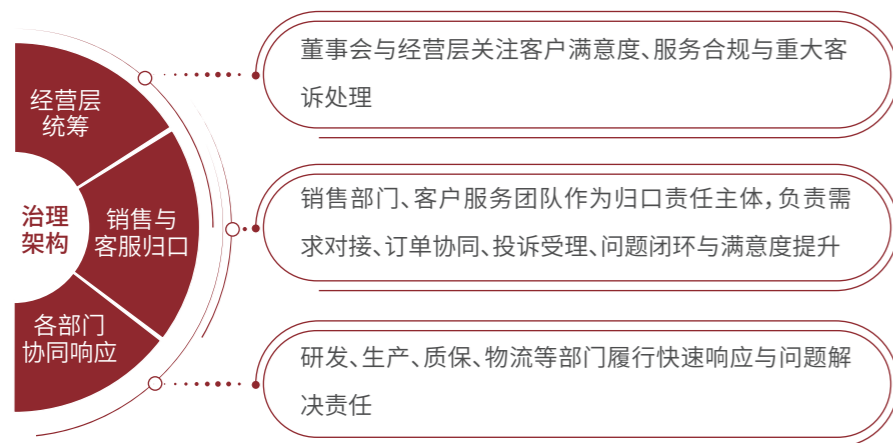 治理
架构
经营层
统筹
董事会与经营层关注客户满意度、服务合规与重大客
诉处理
销售与
客服归口
销售部门、客户服务团队作为归口责任主体，负责需
求对接、订单协同、投诉受理、问题闭环与满意度提升
各部门
协同响应
研发、生产、质保、物流等部门履行快速响应与问题解
决责任